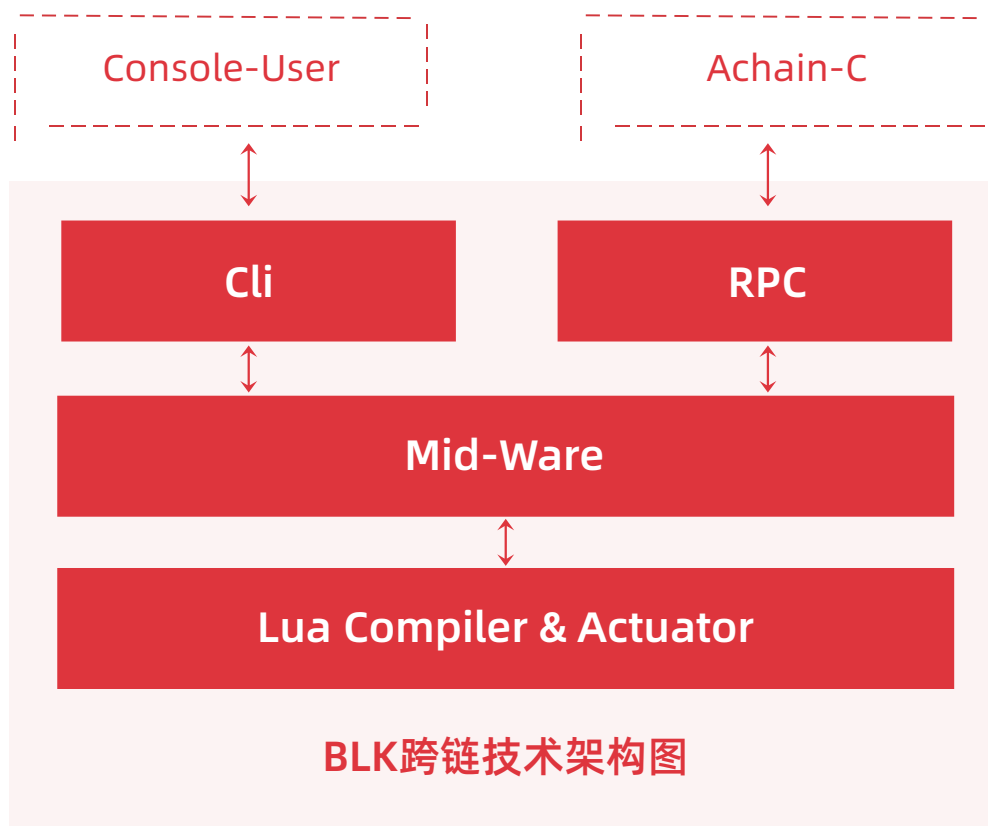 Console-User
Achain-C
Cli
RPC
Mid-Ware
Lua Compiler & Actuator
BLK跨链技术架构图